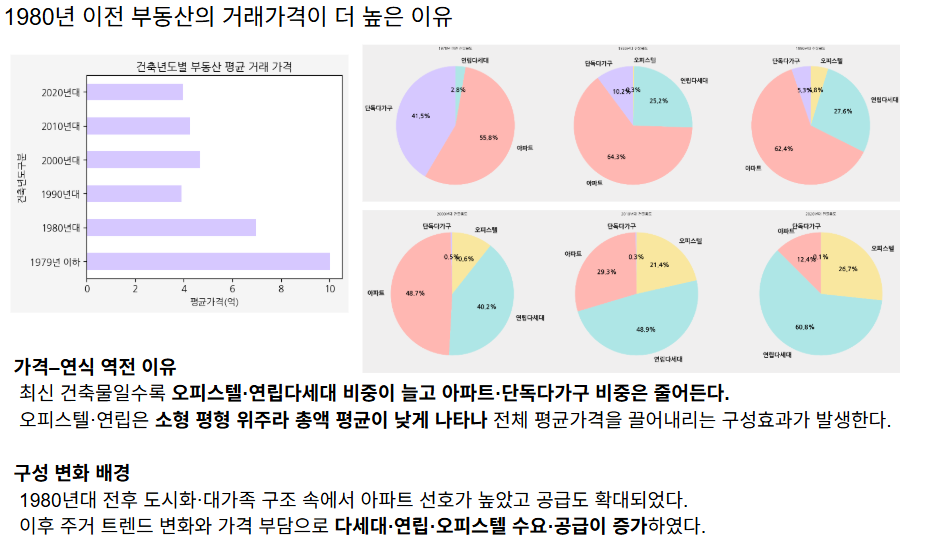 1980년 이전 부동산의 거래가격이 더 높은 이유
건축년도별 부동산 평균 거래 가격
건축년도구분
2020년대
2010년대
2000년대
1990년대
1980년대
1979년 이하
0 2 4 6 8 10
평균가격(억)
연립다세대
2.8%
단독다가구
41.5%
55.8%
아파트
단독다가구
오피스텔
10.2%
0.3%
연립다세대
25.2%
64.3%
아파트
단독다가구
5.3%
연립다세대
27.6%
62.4%
아파트
단독다가구
오피스텔
0.5%
아파트
48.7%
40.2%
연립다세대
단독다가구
0.3%
오피스텔
21.4%
아파트
29.3%
48.9%
연립다세대
단독다가구
아파트
12.4%
0.1%
오피스텔
26.7%
60.8%
연립다세대
가격–연식 역전 이유
최신 건축물일수록 오피스텔·연립다세대 비중이 늘고 아파트·단독다가구 비중은 줄어든다.
오피스텔·연립은 소형 평형 위주라 총액 평균이 낮게 나타나 전체 평균가격을 끌어내리는 구성효과가 발생한다.
구성 변화 배경
1980년대 전후 도시화·대가족 구조 속에서 아파트 선호가 높았고 공급도 확대되었다.
이후 주거 트렌드 변화와 가격 부담으로 다세대·연립·오피스텔 수요·공급이 증가하였다.